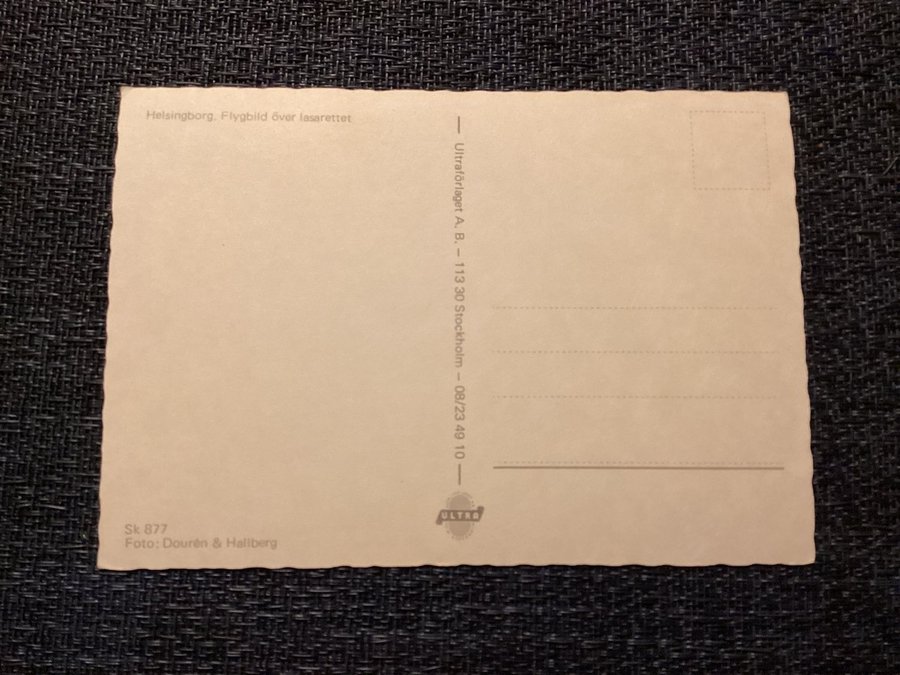 Helsingborg. Flygbild över lasarettet
Ultraförlaget A. B. – 113 30 Stockholm – 08/23 49 10
ULTRA
Sk 877
Foto: Dourén & Hallberg